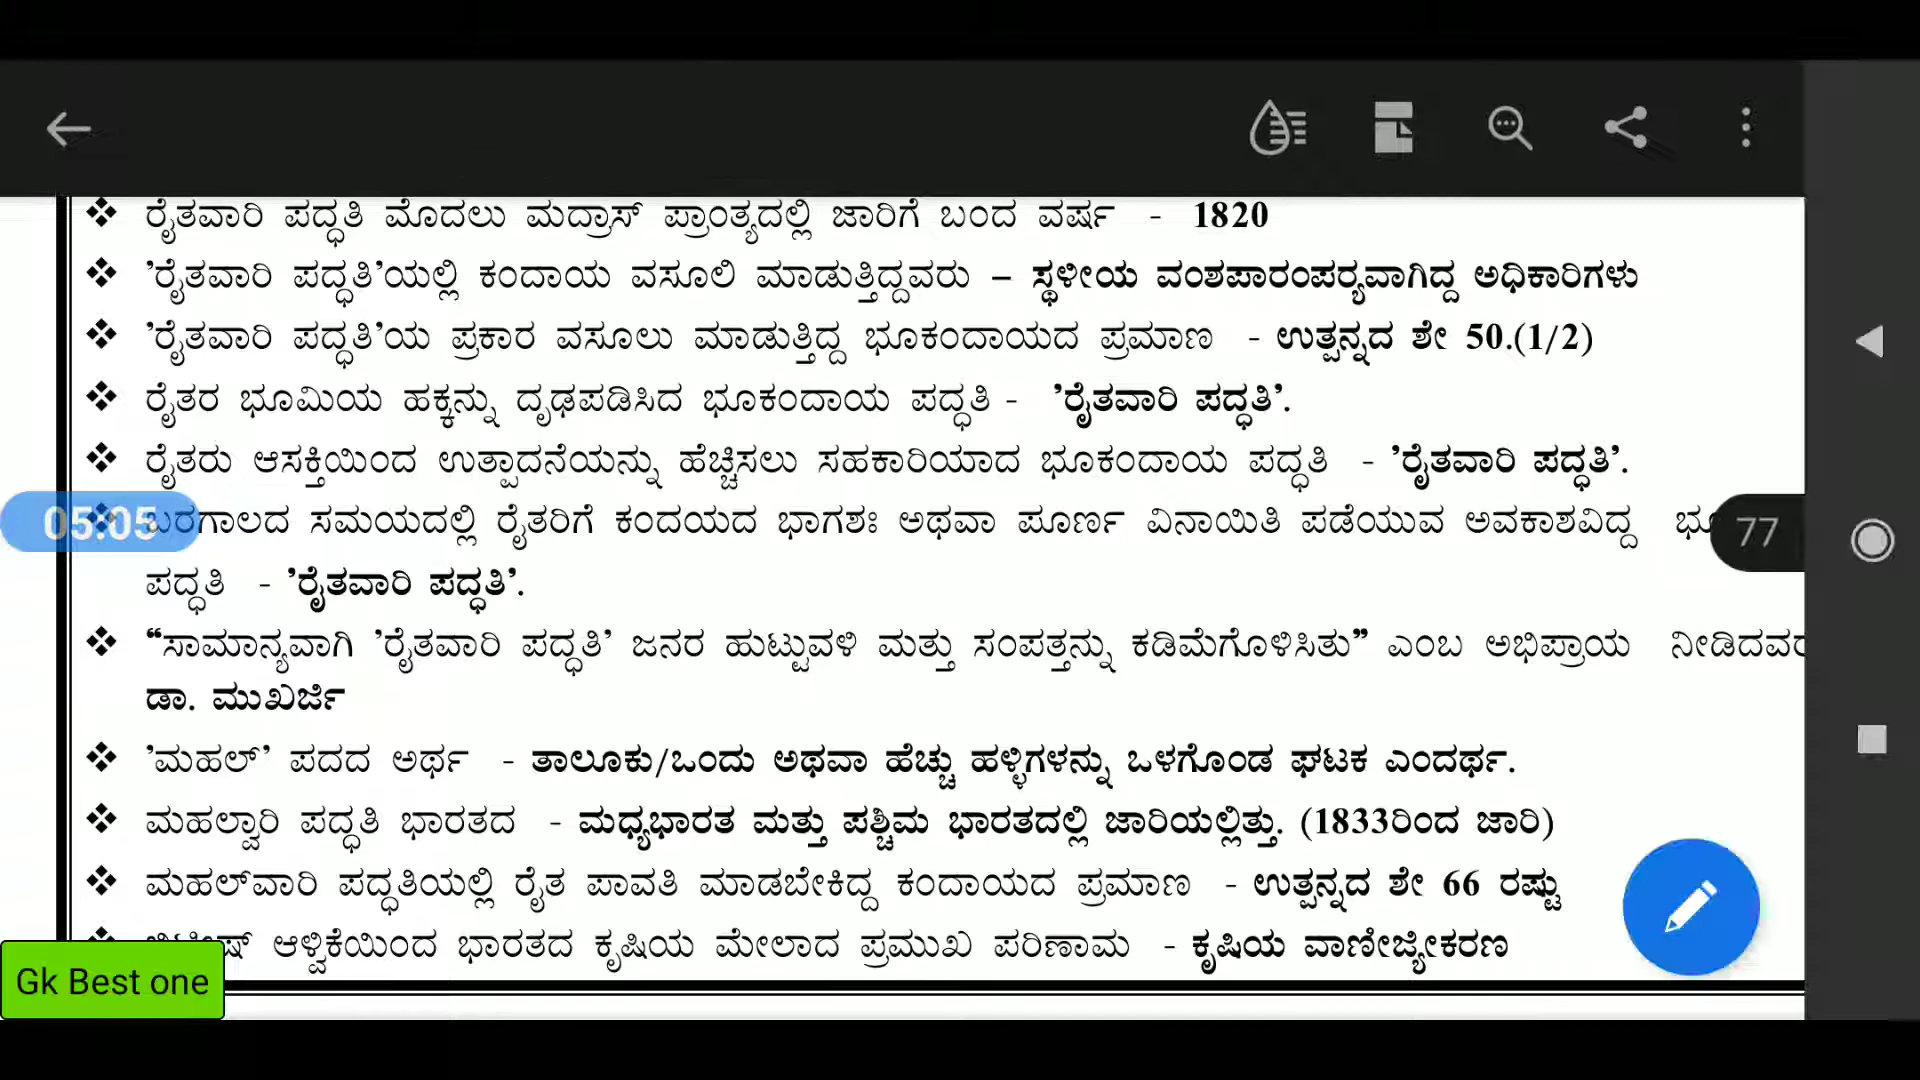 ❖ ರೈತವಾರಿ ಪದ್ಧತಿ ಮೊದಲು ಮದ್ರಾಸ್ ಪ್ರಾಂತ್ಯದಲ್ಲಿ ಜಾರಿಗೆ ಬಂದ ವರ್ಷ - 1820
❖ 'ರೈತವಾರಿ ಪದ್ಧತಿ'ಯಲ್ಲಿ ಕಂದಾಯ ವಸೂಲಿ ಮಾಡುತ್ತಿದ್ದವರು – ಸ್ಥಳೀಯ ವಂಶಪಾರಂಪರ‍್ಯವಾಗಿದ್ದ ಅಧಿಕಾರಿಗಳು
❖ 'ರೈತವಾರಿ ಪದ್ಧತಿ'ಯ ಪ್ರಕಾರ ವಸೂಲು ಮಾಡುತ್ತಿದ್ದ ಭೂಕಂದಾಯದ ಪ್ರಮಾಣ - ಉತ್ಪನ್ನದ ಶೇ 50.(1/2)
❖ ರೈತರ ಭೂಮಿಯ ಹಕ್ಕನ್ನು ದೃಢಪಡಿಸಿದ ಭೂಕಂದಾಯ ಪದ್ಧತಿ - 'ರೈತವಾರಿ ಪದ್ಧತಿ'.
❖ ರೈತರು ಆಸಕ್ತಿಯಿಂದ ಉತ್ಪಾದನೆಯನ್ನು ಹೆಚ್ಚಿಸಲು ಸಹಕಾರಿಯಾದ ಭೂಕಂದಾಯ ಪದ್ಧತಿ - 'ರೈತವಾರಿ ಪದ್ಧತಿ'.
05:05 ಬರಗಾಲದ ಸಮಯದಲ್ಲಿ ರೈತರಿಗೆ ಕಂದಯದ ಭಾಗಶಃ ಅಥವಾ ಪೂರ್ಣ ವಿನಾಯಿತಿ ಪಡೆಯುವ ಅವಕಾಶವಿದ್ದ 77
ಪದ್ಧತಿ - 'ರೈತವಾರಿ ಪದ್ಧತಿ'.
❖ "ಸಾಮಾನ್ಯವಾಗಿ 'ರೈತವಾರಿ ಪದ್ಧತಿ' ಜನರ ಹುಟ್ಟುವಳಿ ಮತ್ತು ಸಂಪತ್ತನ್ನು ಕಡಿಮೆಗೊಳಿಸಿತು" ಎಂಬ ಅಭಿಪ್ರಾಯ
ಡಾ. ಮುಖರ್ಜಿ
❖ 'ಮಹಲ್' ಪದದ ಅರ್ಥ - ತಾಲೂಕು/ಒಂದು ಅಥವಾ ಹೆಚ್ಚು ಹಳ್ಳಿಗಳನ್ನು ಒಳಗೊಂಡ ಘಟಕ ಎಂದರ್ಥ.
❖ ಮಹಲ್ವಾರಿ ಪದ್ಧತಿ ಭಾರತದ - ಮಧ್ಯಭಾರತ ಮತ್ತು ಪಶ್ಚಿಮ ಭಾರತದಲ್ಲಿ ಜಾರಿಯಲ್ಲಿತ್ತು. (1833ರಿಂದ ಜಾರಿ)
❖ ಮಹಲ್‌ವಾರಿ ಪದ್ಧತಿಯಲ್ಲಿ ರೈತ ಪಾವತಿ ಮಾಡಬೇಕಿದ್ದ ಕಂದಾಯದ ಪ್ರಮಾಣ - ಉತ್ಪನ್ನದ ಶೇ 66 ರಷ್ಟು
ಆಳ್ವಿಕೆಯಿಂದ ಭಾರತದ ಕೃಷಿಯ ಮೇಲಾದ ಪ್ರಮುಖ ಪರಿಣಾಮ - ಕೃಷಿಯ ವಾಣೀಜ್ಯೀಕರಣ
Gk Best one